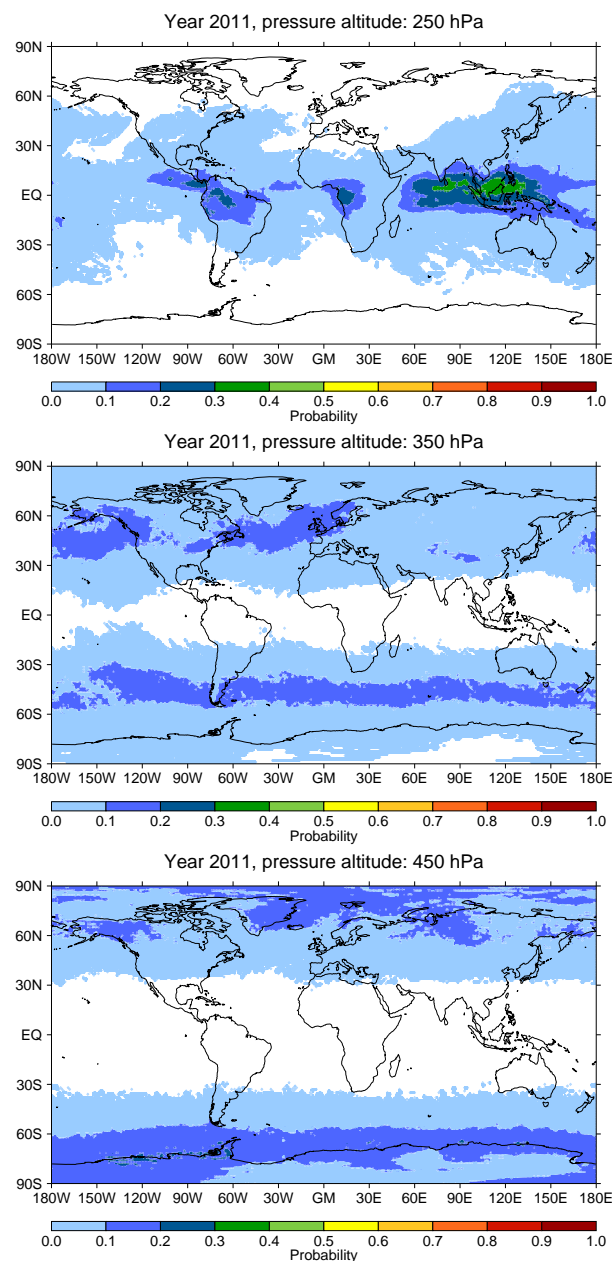 Year 2011, pressure altitude: 250 hPa
90N
60N
30N
EQ
30S
60S
90S
180W 150W 120W 90W 60W 30W GM 30E 60E 90E 120E 150E 180E
0.0 0.1 0.2 0.3 0.4 0.5 0.6 0.7 0.8 0.9 1.0
Probability
Year 2011, pressure altitude: 350 hPa
90N
60N
30N
EQ
30S
60S
90S
180W 150W 120W 90W 60W 30W GM 30E 60E 90E 120E 150E 180E
0.0 0.1 0.2 0.3 0.4 0.5 0.6 0.7 0.8 0.9 1.0
Probability
Year 2011, pressure altitude: 450 hPa
90N
60N
30N
EQ
30S
60S
90S
180W 150W 120W 90W 60W 30W GM 30E 60E 90E 120E 150E 180E
0.0 0.1 0.2 0.3 0.4 0.5 0.6 0.7 0.8 0.9 1.0
Probability